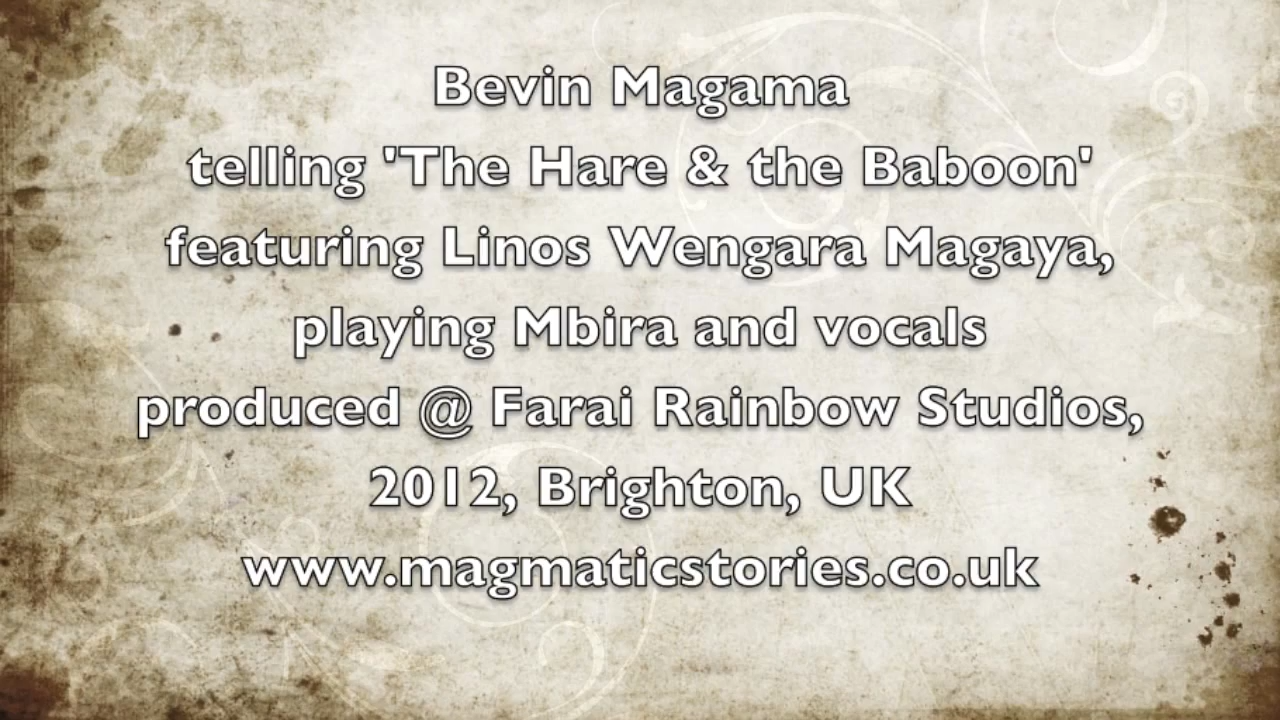 Bevin Magama
telling 'The Hare & the Baboon'
featuring Linos Wengara Magaya,
playing Mbira and vocals
produced @ Farai Rainbow Studios,
2012, Brighton, UK
www.magmaticstories.co.uk